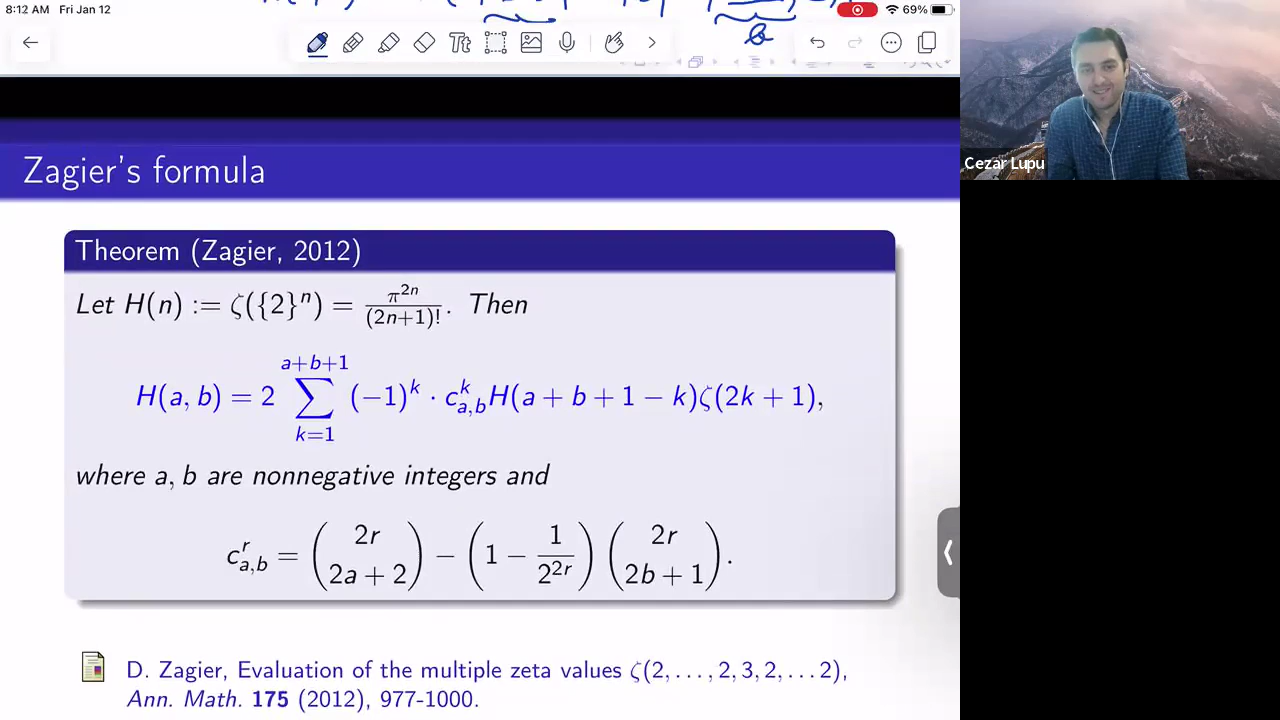 8:12 AM Fri Jan 12
69%
Tt
b
Cezar Lupu
Zagier's formula
Theorem (Zagier, 2012)
Let H(n) := ζ({2}ⁿ) = π²ⁿ/(2n+1)!. Then
H(a, b) = 2 ∑_{k=1}^{a+b+1} (−1)ᵏ · c^k_{a,b} H(a + b + 1 − k)ζ(2k + 1),
where a, b are nonnegative integers and
c^r_{a,b} = (2r 2a + 2) − (1 − 1/2^{2r}) (2r 2b + 1).
D. Zagier, Evaluation of the multiple zeta values ζ(2, . . . , 2, 3, 2, . . . 2),
Ann. Math. 175 (2012), 977-1000.